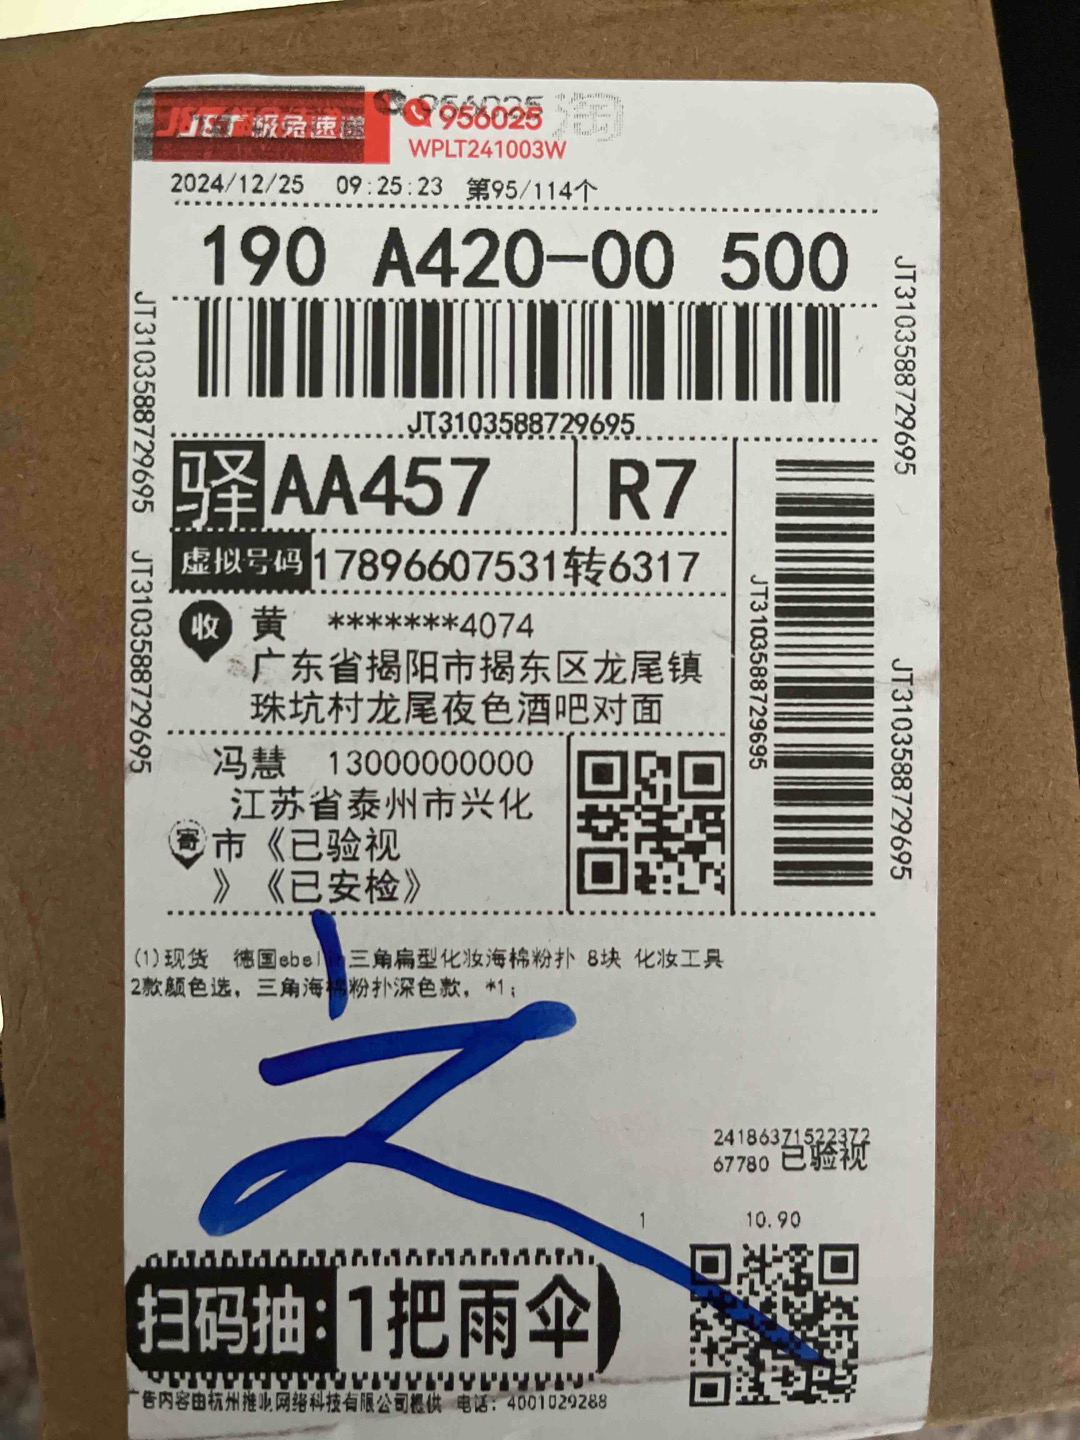 J&T 极兔速递 956025 淘
WPLT241003W
2024/12/25 09:25:23 第95/114个
190 A420-00 500
JT3103588729695
驿 AA457 R7
虚拟号码 17896607531转6317
收 黄 *******4074
广东省揭阳市揭东区龙尾镇
珠坑村龙尾夜色酒吧对面
冯慧 13000000000
江苏省泰州市兴化
寄 市《已验视
》《已安检》
JT3103588729695
JT3103588729695
JT3103588729695
JT3103588729695
JT3103588729695
(1)现货 德国ebelin三角扁型化妆海棉粉扑 8块 化妆工具
2款颜色选，三角海棉粉扑深色款，*1；
文
24186371522372
67780 已验视
1 10.90
扫码抽：1把雨伞
广告内容由杭州推业网络科技有限公司提供 电话：4001029288